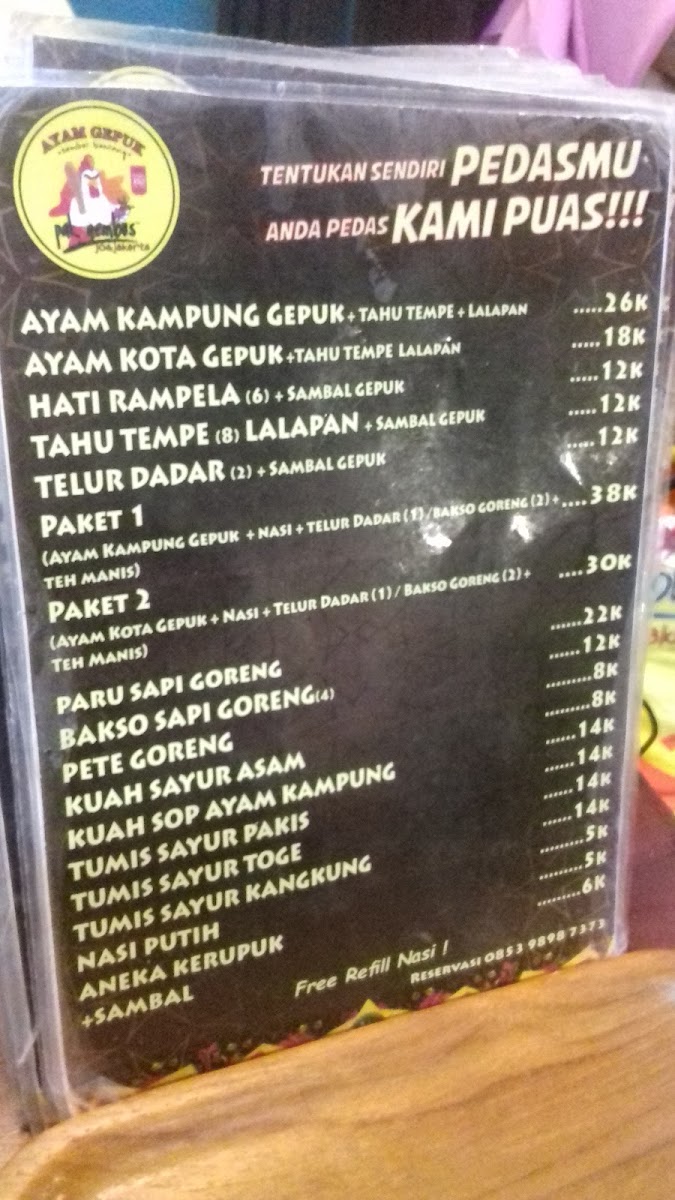 AYAM GEPUK
pak gembus
TENTUKAN SENDIRI PEDASMU
ANDA PEDAS KAMI PUAS!!!
AYAM KAMPUNG GEPUK + TAHU TEMPE + LALAPAN .....26K
AYAM KOTA GEPUK +TAHU TEMPE LALAPAN .....18K
HATI RAMPELA (6) + SAMBAL GEPUK .....12K
TAHU TEMPE (8) LALAPAN + SAMBAL GEPUK .....12K
TELUR DADAR (2) + SAMBAL GEPUK .....12K
PAKET 1
(AYAM KAMPUNG GEPUK + NASI + TELUR DADAR (1) /BAKSO GORENG (2) + ....38K
TEH MANIS)
PAKET 2
(AYAM KOTA GEPUK + NASI + TELUR DADAR (1) / BAKSO GORENG (2) + ....30K
TEH MANIS)
PARU SAPI GORENG ......22K
BAKSO SAPI GORENG(4) ......12K
PETE GORENG .........8K
KUAH SAYUR ASAM .........8K
KUAH SOP AYAM KAMPUNG ......14K
TUMIS SAYUR PAKIS ......14K
TUMIS SAYUR TOGE ......14K
TUMIS SAYUR KANGKUNG ......14K
NASI PUTIH .........5K
ANEKA KERUPUK .........5K
+SAMBAL .........6K
Free Refill Nasi !
RESERVASI 0853 9898 7373